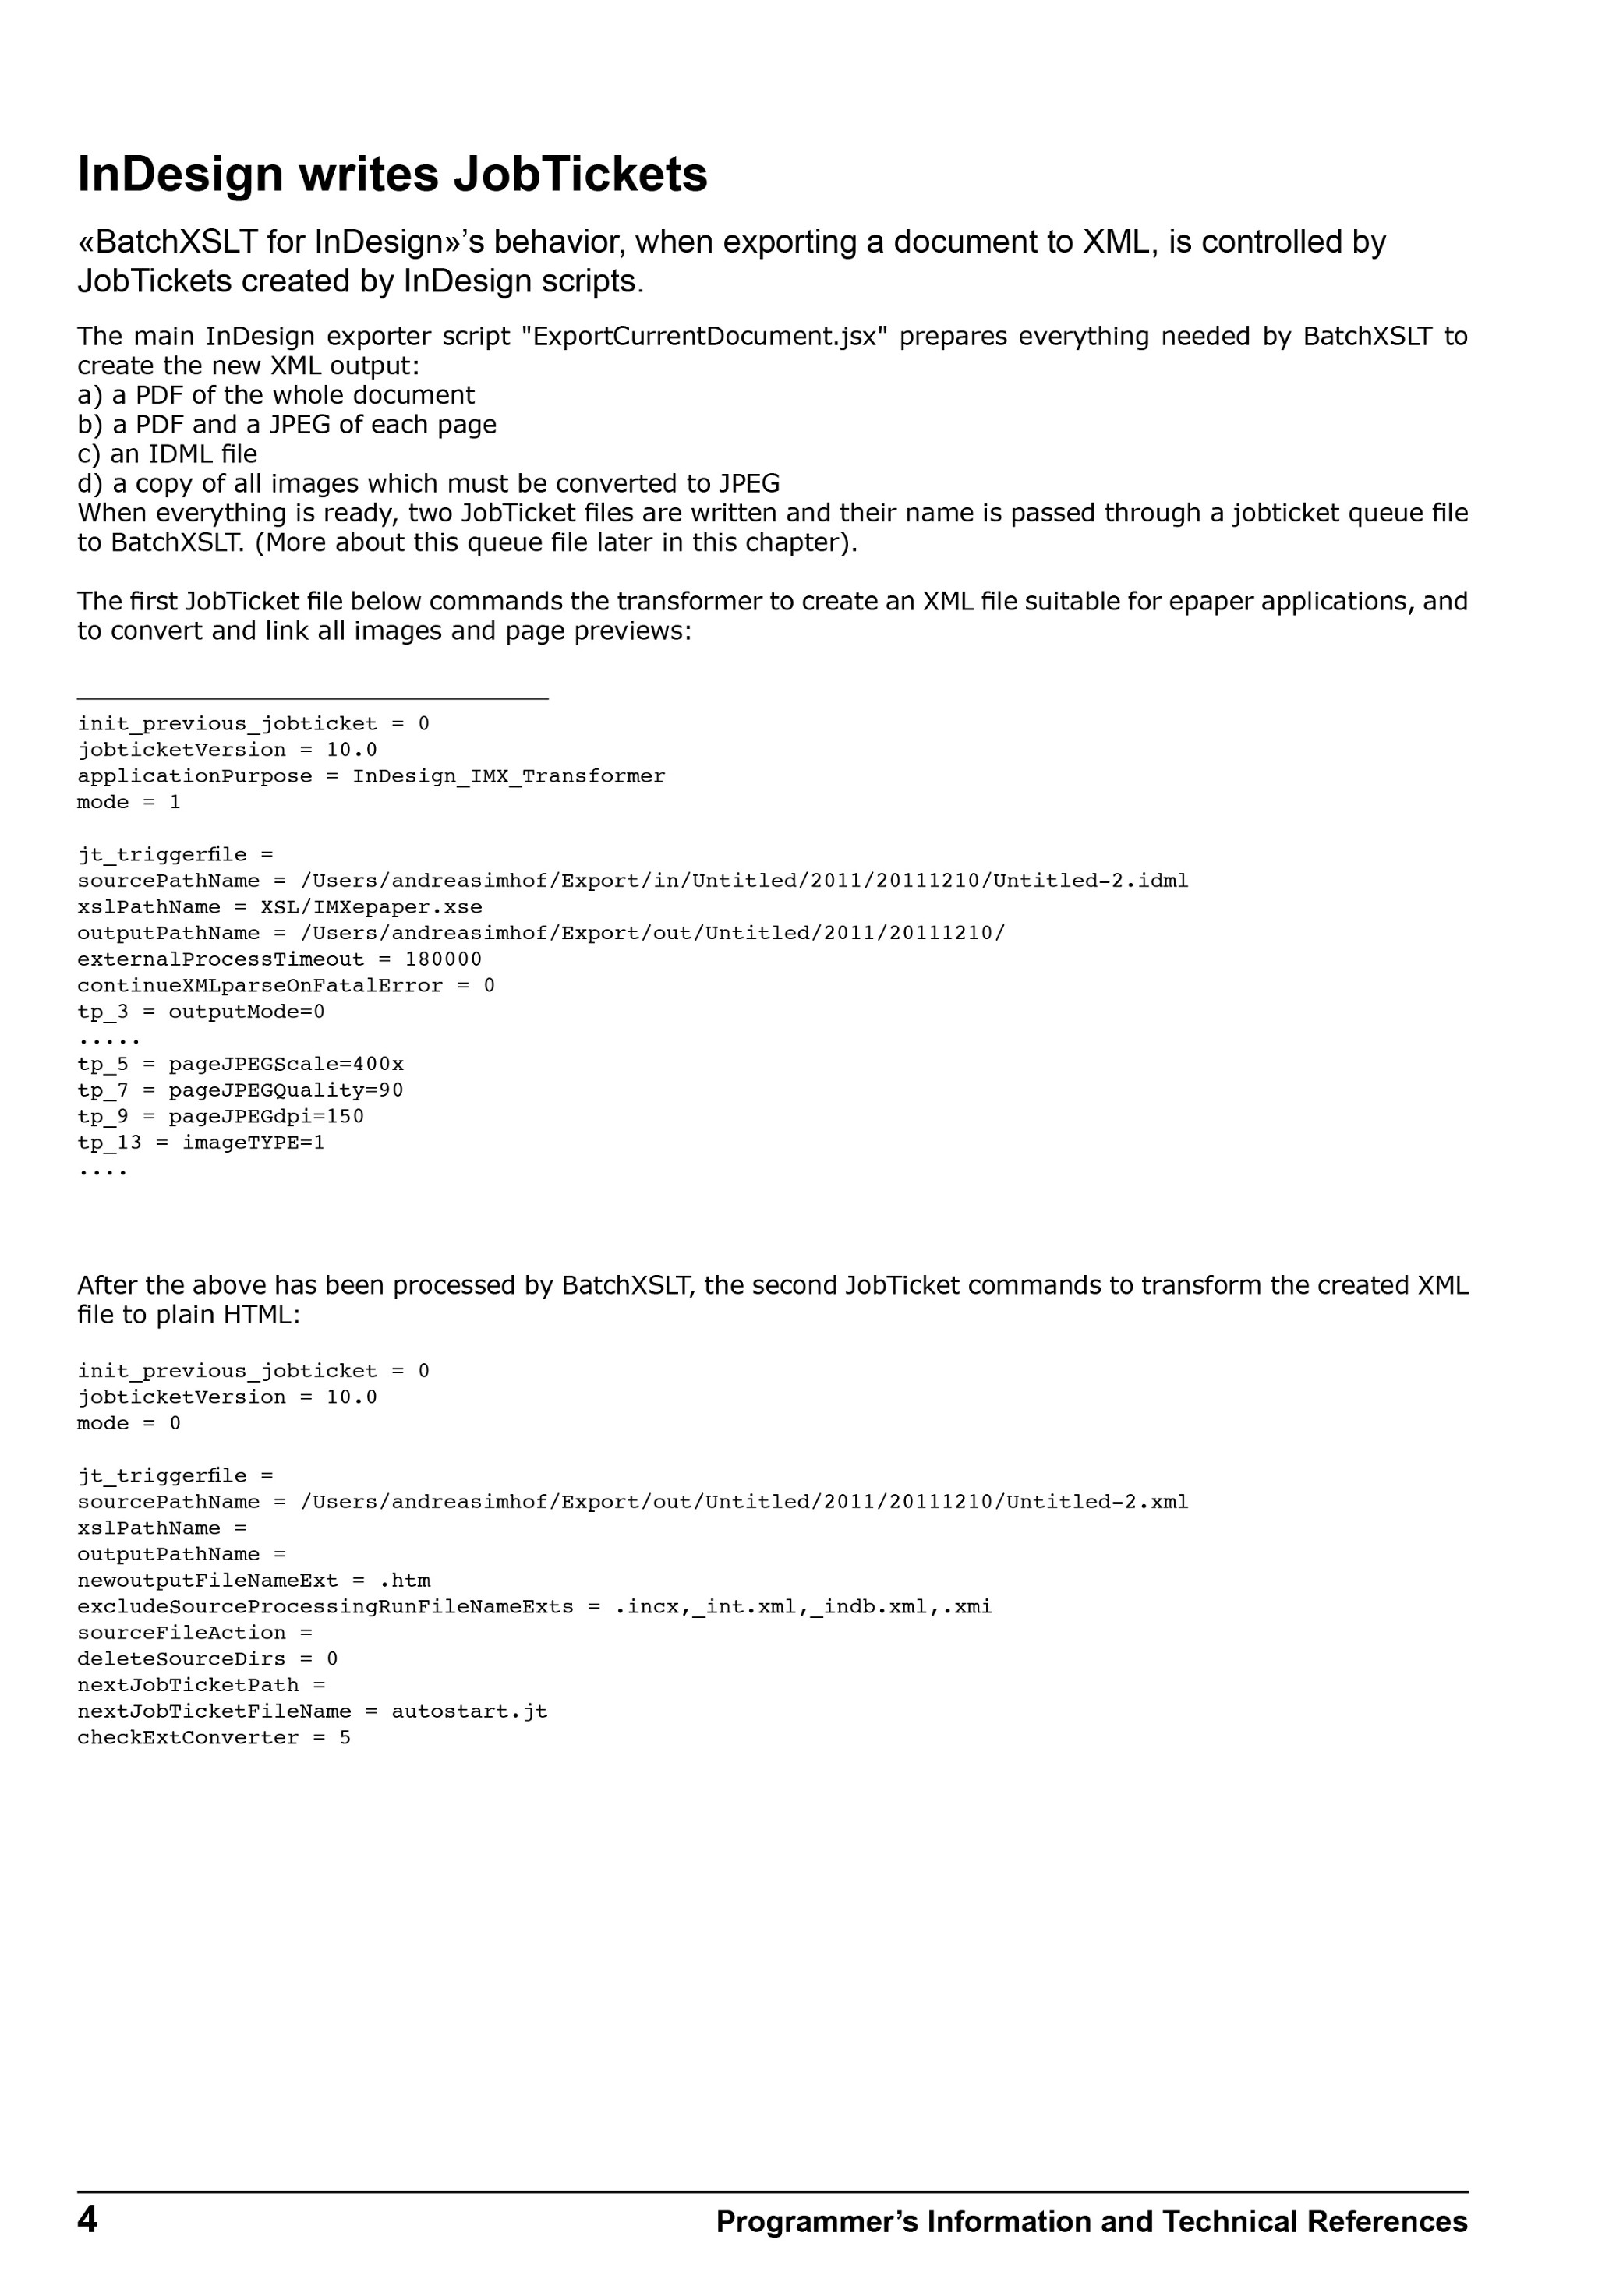 InDesign writes JobTickets
«BatchXSLT for InDesign»’s behavior, when exporting a document to XML, is controlled by
JobTickets created by InDesign scripts.
The main InDesign exporter script "ExportCurrentDocument.jsx" prepares everything needed by BatchXSLT to
create the new XML output:
a) a PDF of the whole document
b) a PDF and a JPEG of each page
c) an IDML file
d) a copy of all images which must be converted to JPEG
When everything is ready, two JobTicket files are written and their name is passed through a jobticket queue file
to BatchXSLT. (More about this queue file later in this chapter).
The first JobTicket file below commands the transformer to create an XML file suitable for epaper applications, and
to convert and link all images and page previews:
init_previous_jobticket = 0
jobticketVersion = 10.0
applicationPurpose = InDesign_IMX_Transformer
mode = 1
jt_triggerfile =
sourcePathName = /Users/andreasimhof/Export/in/Untitled/2011/20111210/Untitled-2.idml
xslPathName = XSL/IMXepaper.xse
outputPathName = /Users/andreasimhof/Export/out/Untitled/2011/20111210/
externalProcessTimeout = 180000
continueXMLparseOnFatalError = 0
tp_3 = outputMode=0
.....
tp_5 = pageJPEGScale=400x
tp_7 = pageJPEGQuality=90
tp_9 = pageJPEGdpi=150
tp_13 = imageTYPE=1
....
After the above has been processed by BatchXSLT, the second JobTicket commands to transform the created XML
file to plain HTML:
init_previous_jobticket = 0
jobticketVersion = 10.0
mode = 0
jt_triggerfile =
sourcePathName = /Users/andreasimhof/Export/out/Untitled/2011/20111210/Untitled-2.xml
xslPathName =
outputPathName =
newoutputFileNameExt = .htm
excludeSourceProcessingRunFileNameExts = .incx,_int.xml,_indb.xml,.xmi
sourceFileAction =
deleteSourceDirs = 0
nextJobTicketPath =
nextJobTicketFileName = autostart.jt
checkExtConverter = 5
4 Programmer’s Information and Technical References